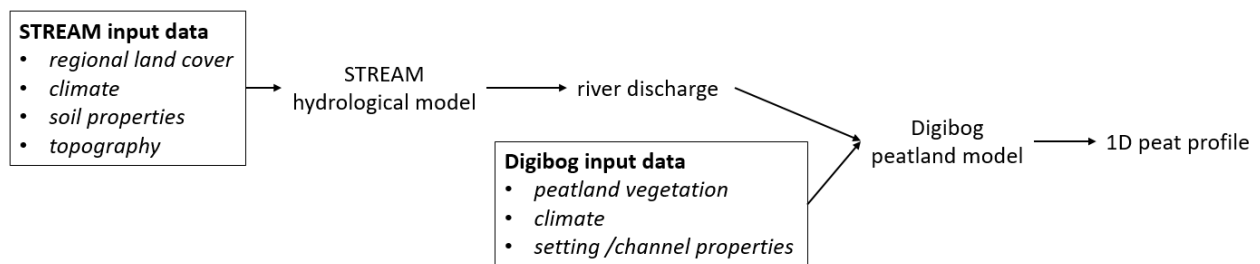 STREAM input data
• regional land cover
• climate
• soil properties
• topography
STREAM
hydrological model
river discharge
Digibog input data
• peatland vegetation
• climate
• setting /channel properties
Digibog
peatland model
1D peat profile